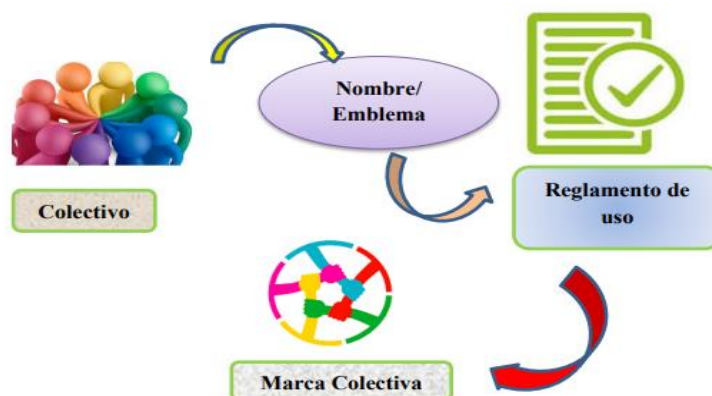 Nombre/
Emblema
Colectivo
Reglamento de
uso
Marca Colectiva